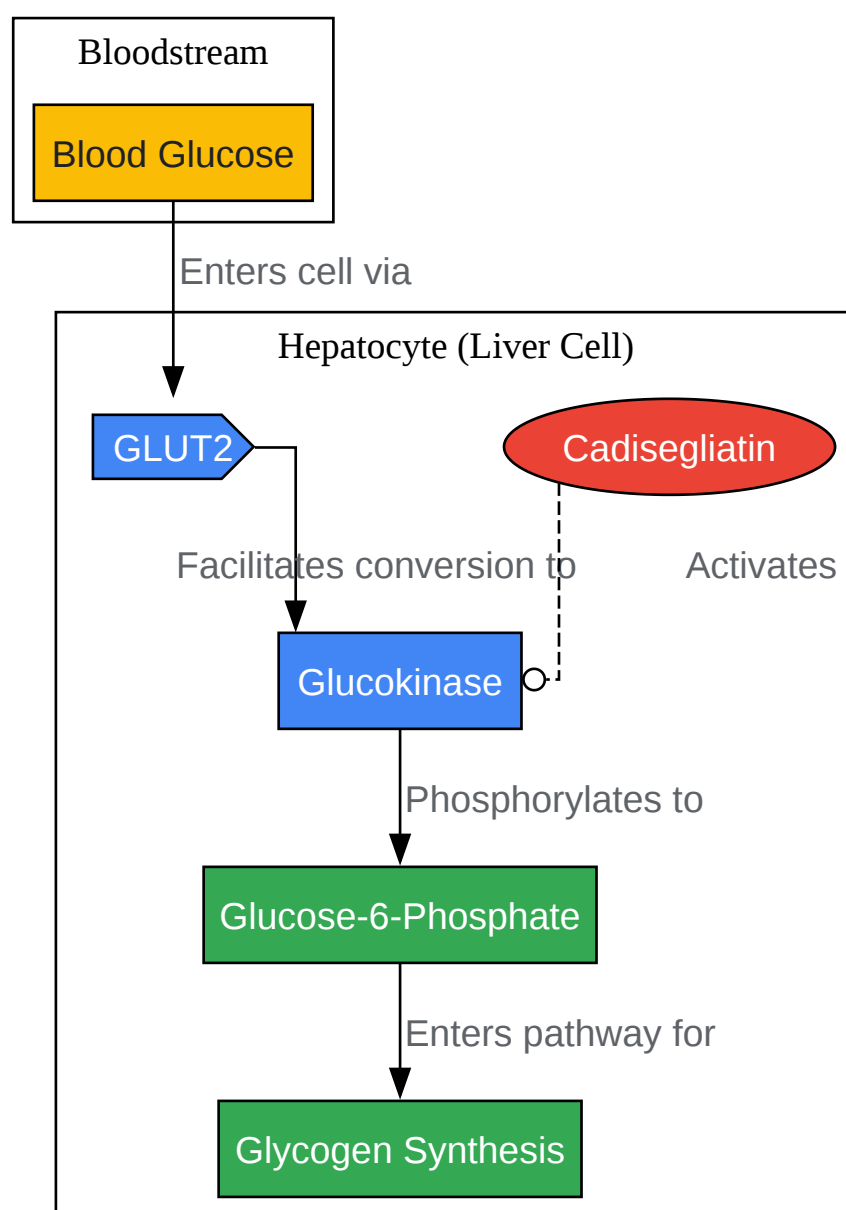 Bloodstream
Blood Glucose
Enters cell via
Hepatocyte (Liver Cell)
GLUT2
Cadisegliatin
Facilitates conversion to
Activates
Glucokinase
Phosphorylates to
Glucose-6-Phosphate
Enters pathway for
Glycogen Synthesis